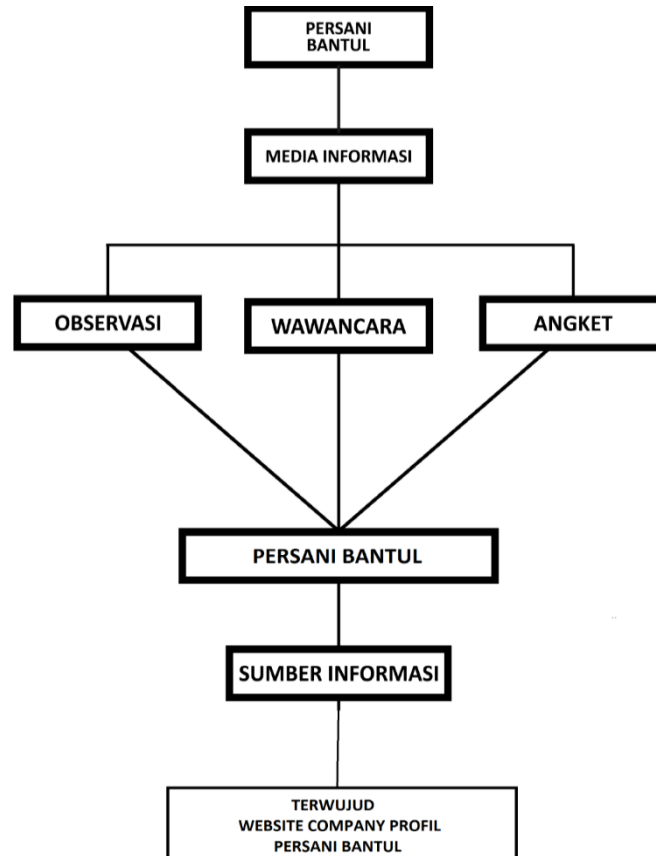 PERSANI
BANTUL
MEDIA INFORMASI
OBSERVASI
WAWANCARA
ANGKET
PERSANI BANTUL
SUMBER INFORMASI
TERWUJUD
WEBSITE COMPANY PROFIL
PERSANI BANTUL